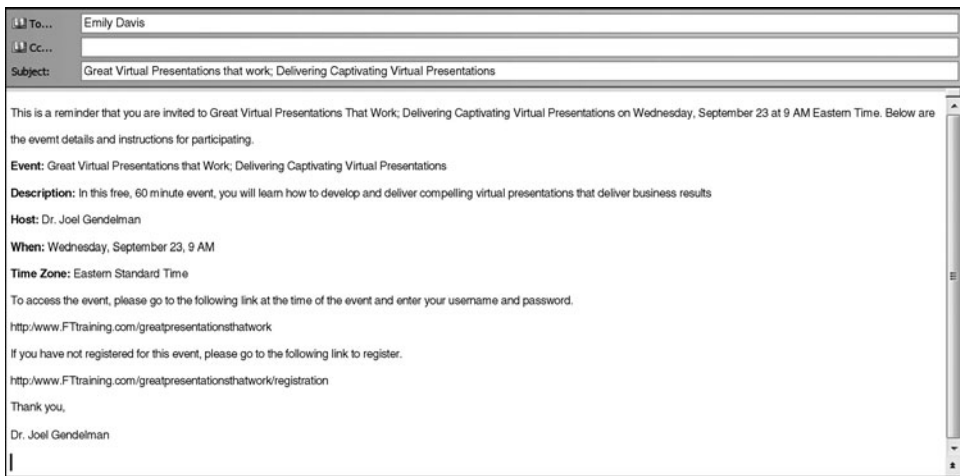 To... Emily Davis
Cc...
Subject: Great Virtual Presentations that work; Delivering Captivating Virtual Presentations
This is a reminder that you are invited to Great Virtual Presentations That Work; Delivering Captivating Virtual Presentations on Wednesday, September 23 at 9 AM Eastern Time. Below are
the evemt details and instructions for participating.
Event: Great Virtual Presentations that Work; Delivering Captivating Virtual Presentations
Description: In this free, 60 minute event, you will learn how to develop and deliver compelling virtual presentations that deliver business results
Host: Dr. Joel Gendelman
When: Wednesday, September 23, 9 AM
Time Zone: Eastern Standard Time
To access the event, please go to the following link at the time of the event and enter your username and password.
http:/www.FTtraining.com/greatpresentationsthatwork
If you have not registered for this event, please go to the following link to register.
http:/www.FTtraining.com/greatpresentationsthatwork/registration
Thank you,
Dr. Joel Gendelman